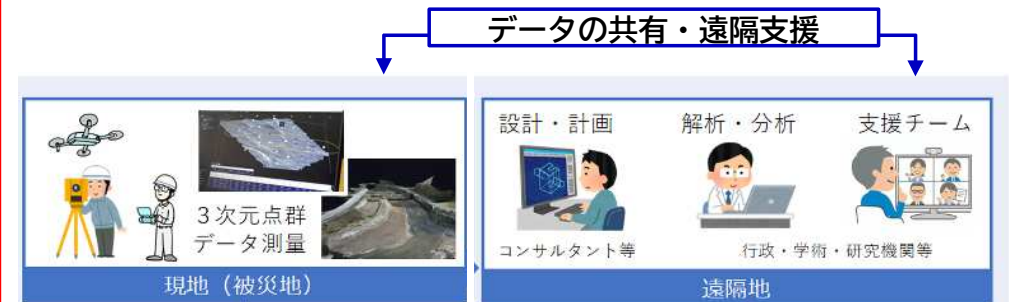 データの共有・遠隔支援
3次元点群
データ測量
現地（被災地）
設計・計画
解析・分析
支援チーム
コンサルタント等
行政・学術・研究機関等
遠隔地